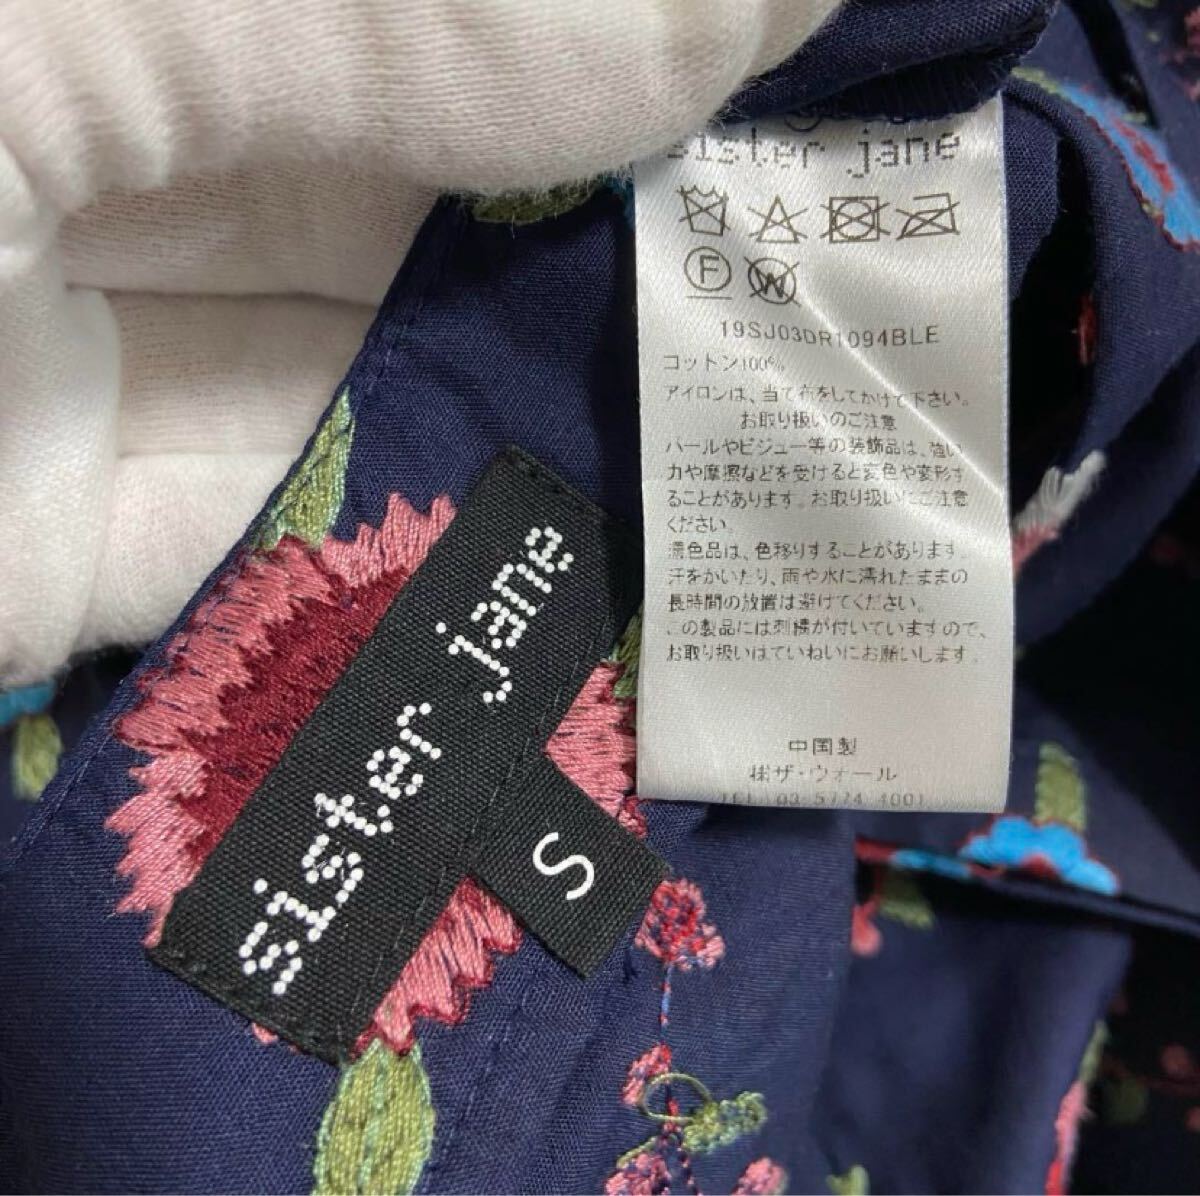 sister jane
F
W
19SJ03DR1094BLE
コットン100%
アイロンは、当て布をしてかけて下さい。
お取り扱いのご注意
パールやビジュー等の装飾品は、強い
力や摩擦などを受けると変色や変形す
ることがあります。お取り扱いにご注意
ください。
濃色品は、色移りすることがあります。
汗をかいたり、雨や水に濡れたままの
長時間の放置は避けてください。
この製品には刺繍が付いていますので、
お取り扱いはていねいにお願いします。
中国製
㈱ザ・ウォール
TEL 03 5774 4001
sister jane
S